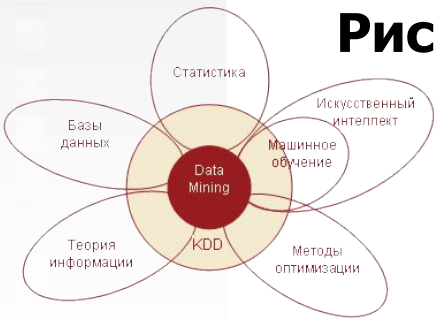 Рис
Статистика
Искусственный
интеллект
Базы
данных
Машинное
обучение
Data
Mining
Теория
информации
KDD
Методы
оптимизации